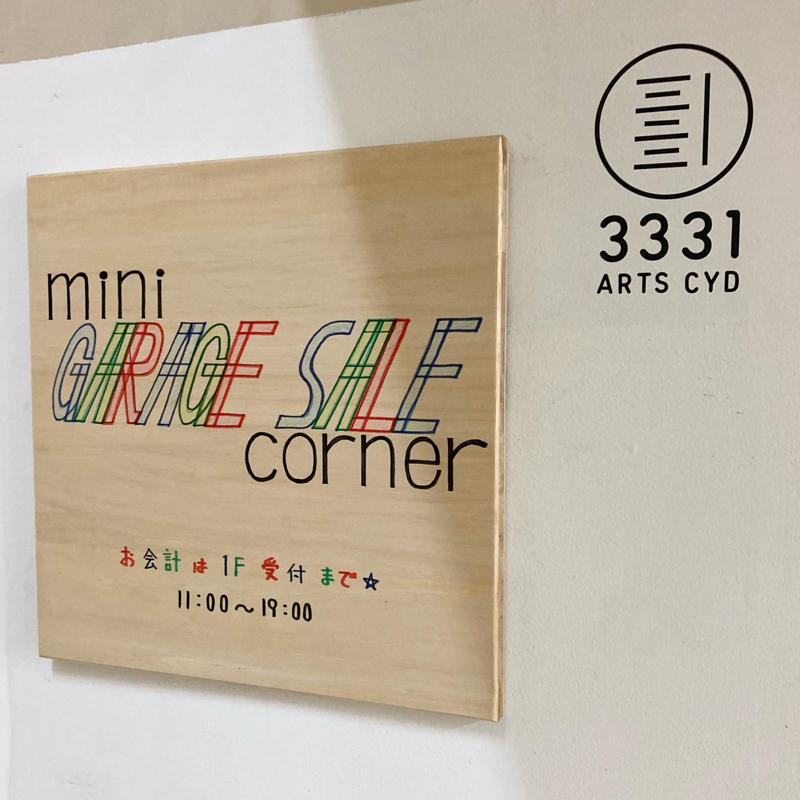 mini
GARAGE SALE
corner
お会計は1F受付まで☆
11:00～19:00
3331
ARTS CYD